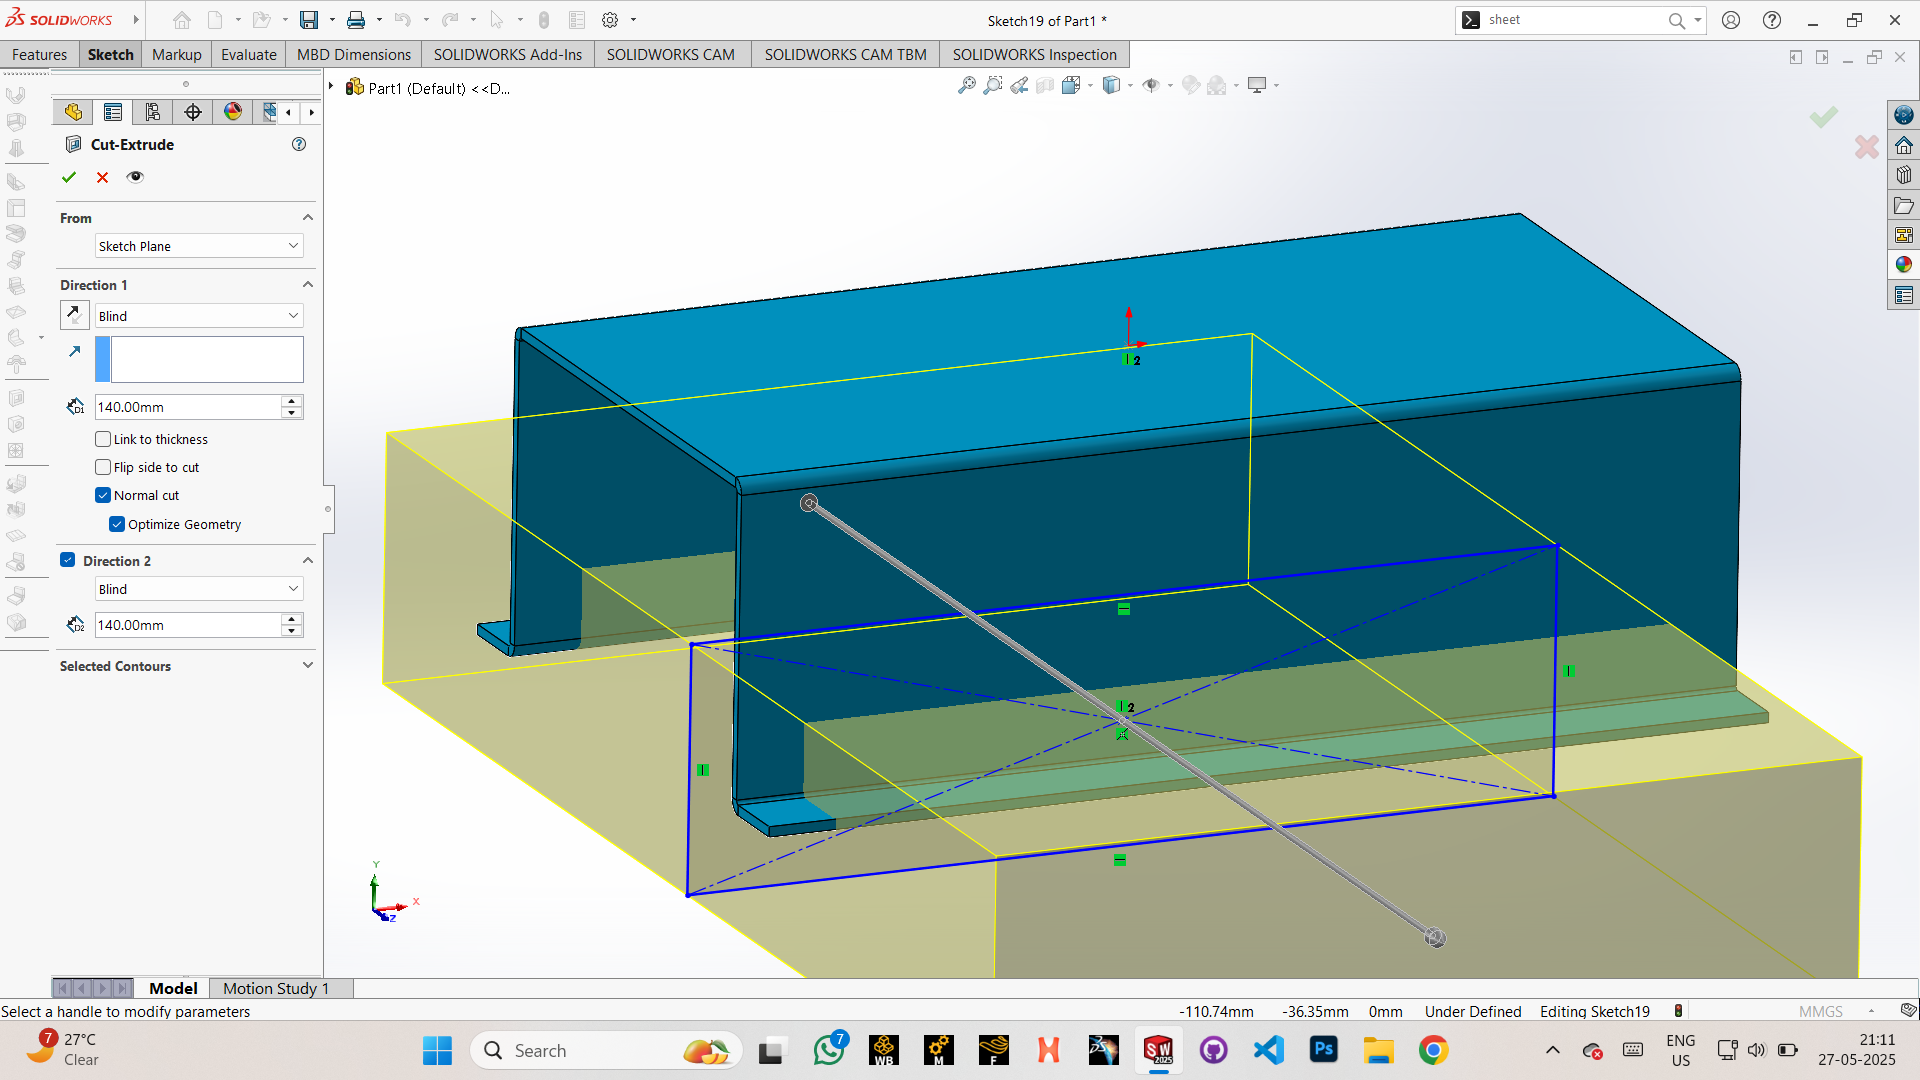 SOLIDWORKS
Sketch19 of Part1 *
sheet
Features
Sketch
Markup
Evaluate
MBD Dimensions
SOLIDWORKS Add-Ins
SOLIDWORKS CAM
SOLIDWORKS CAM TBM
SOLIDWORKS Inspection
Part1 (Default) <<D...
Cut-Extrude
From
Sketch Plane
Direction 1
Blind
D1
140.00mm
Link to thickness
Flip side to cut
Normal cut
Optimize Geometry
Direction 2
Blind
D2
140.00mm
Selected Contours
2
2
Y
X
Z
Model
Motion Study 1
Select a handle to modify parameters
-110.74mm
-36.35mm
0mm
Under Defined
Editing Sketch19
MMGS
7
27°C
Clear
Search
7
WB
M
F
SW
2025
Ps
ENG
US
21:11
27-05-2025